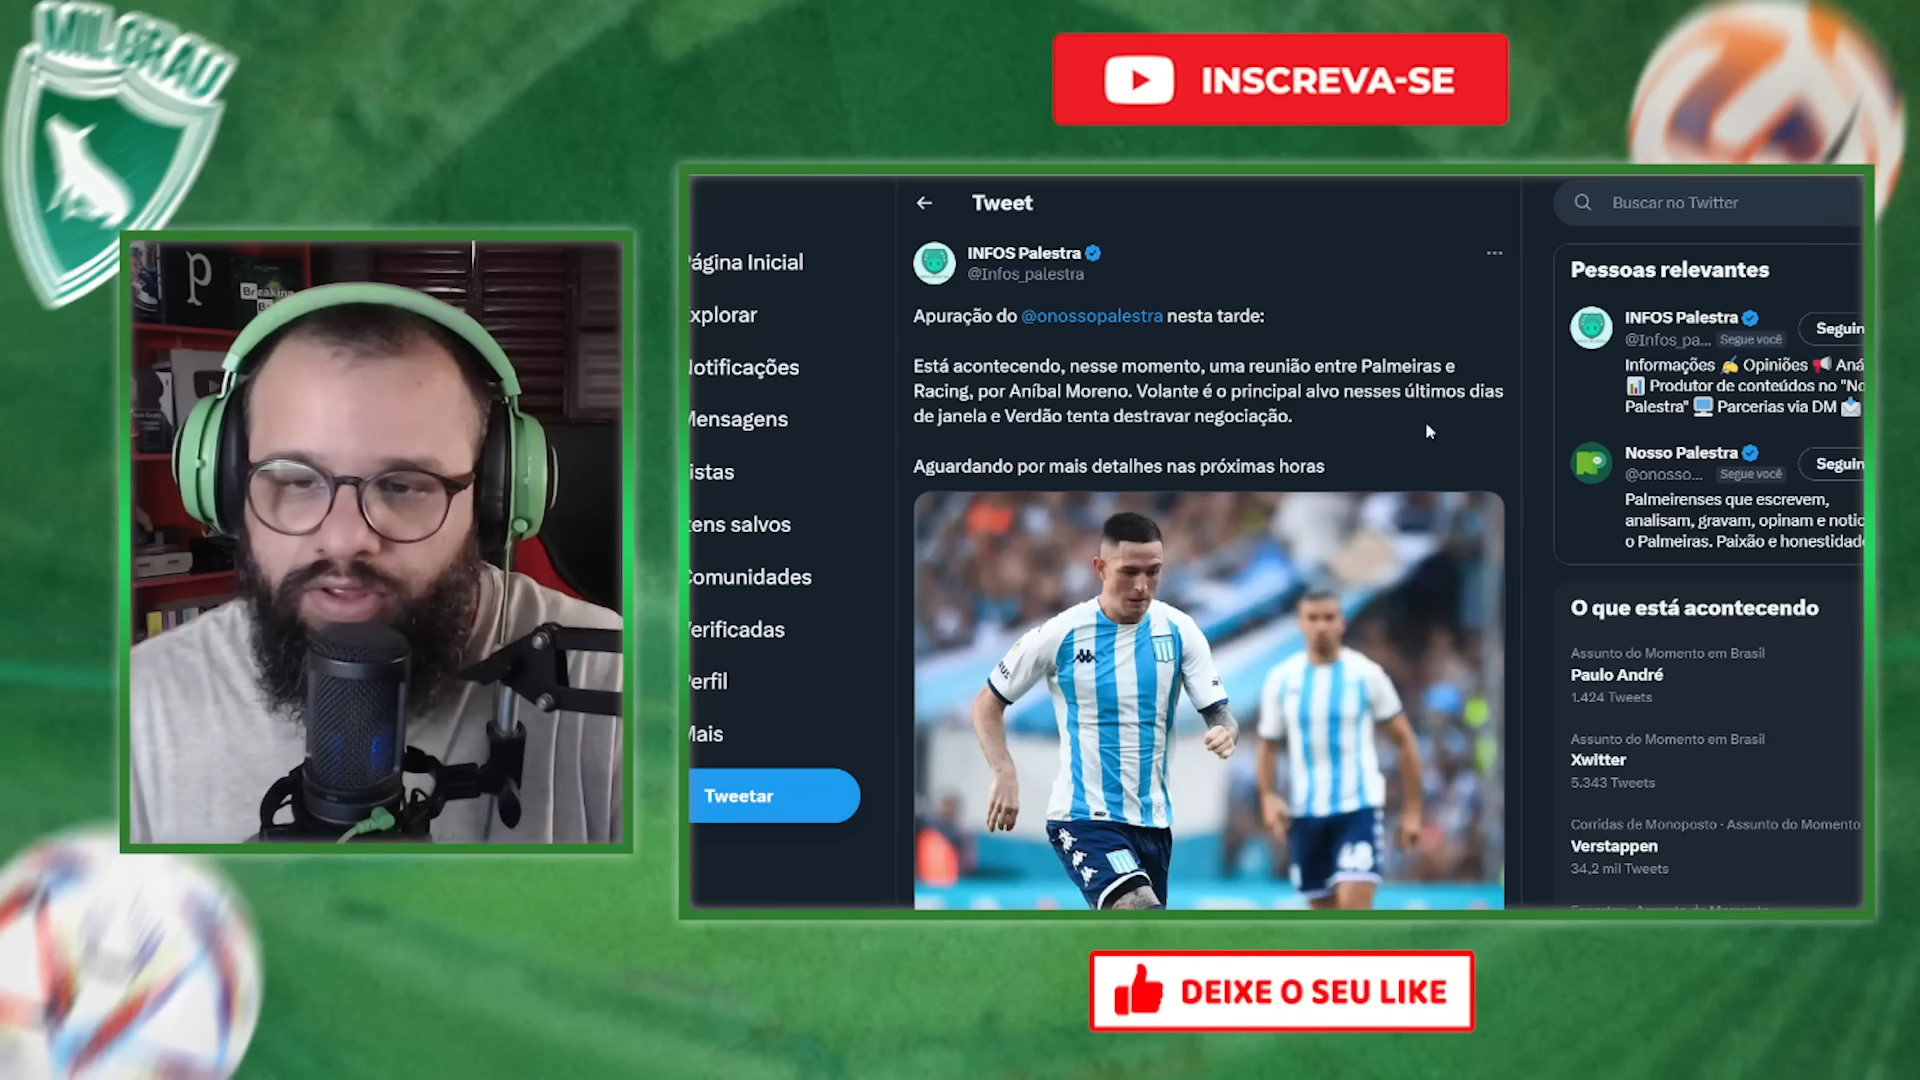 MILGRAU
INSCREVA-SE
Breaking
Tweet
Buscar no Twitter
INFOS Palestra
@Infos_palestra
Apuração do @onossopalestra nesta tarde:
Está acontecendo, nesse momento, uma reunião entre Palmeiras e
Racing, por Aníbal Moreno. Volante é o principal alvo nesses últimos dias
de janela e Verdão tenta destravar negociação.
Aguardando por mais detalhes nas próximas horas
ágina Inicial
xplorar
otificações
Mensagens
istas
tens salvos
Comunidades
erificadas
erfil
Mais
Tweetar
Pessoas relevantes
INFOS Palestra
@Infos_pa... Segue você
Seguin
Informações Opiniões Aná
Produtor de conteúdos no "No
Palestra" Parcerias via DM
Nosso Palestra
@onosso... Segue você
Seguin
Palmeirenses que escrevem,
analisam, gravam, opinam e notic
o Palmeiras. Paixão e honestidade
O que está acontecendo
Assunto do Momento em Brasil
Paulo André
1.424 Tweets
Assunto do Momento em Brasil
Xwitter
5.343 Tweets
Corridas de Monoposto - Assunto do Momento
Verstappen
34,2 mil Tweets
DEIXE O SEU LIKE